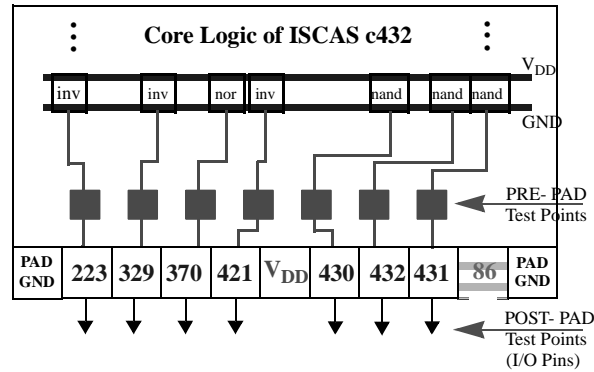 Core Logic of ISCAS c432
VDD
inv inv nor inv nand nand nand
GND
PRE- PAD
Test Points
PAD
GND
223 329 370 421 VDD 430 432 431 86
PAD
GND
POST- PAD
Test Points
(I/O Pins)